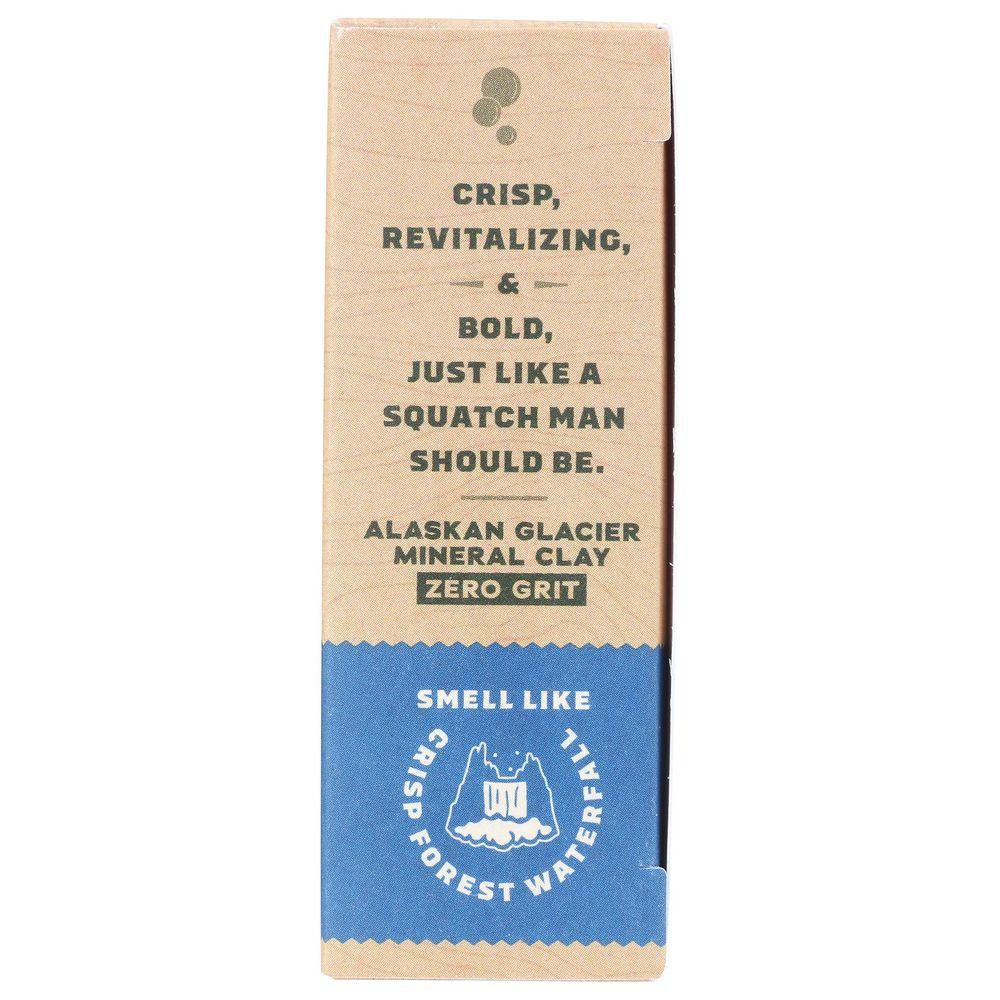 CRISP,
REVITALIZING,
&
BOLD,
JUST LIKE A
SQUATCH MAN
SHOULD BE.
ALASKAN GLACIER
MINERAL CLAY
ZERO GRIT
SMELL LIKE
CRISP FOREST WATERFALL